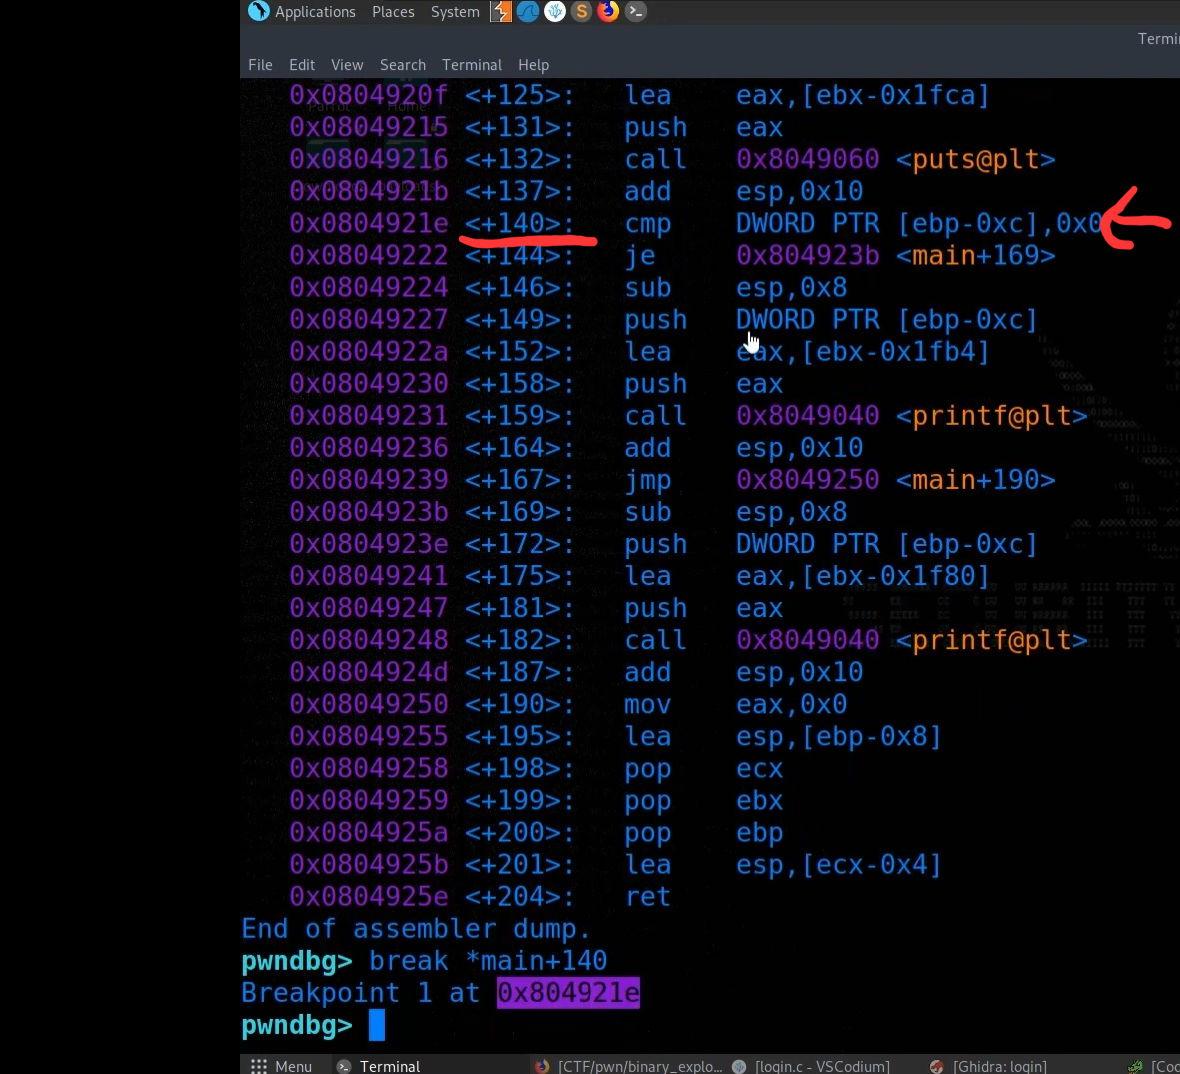 Applications Places System
Termi
File Edit View Search Terminal Help
0x0804920f <+125>: lea eax,[ebx-0x1fca]
0x08049215 <+131>: push eax
0x08049216 <+132>: call 0x8049060 <puts@plt>
0x0804921b <+137>: add esp,0x10
0x0804921e <+140>: cmp DWORD PTR [ebp-0xc],0x0
0x08049222 <+144>: je 0x804923b <main+169>
0x08049224 <+146>: sub esp,0x8
0x08049227 <+149>: push DWORD PTR [ebp-0xc]
0x0804922a <+152>: lea eax,[ebx-0x1fb4]
0x08049230 <+158>: push eax
0x08049231 <+159>: call 0x8049040 <printf@plt>
0x08049236 <+164>: add esp,0x10
0x08049239 <+167>: jmp 0x8049250 <main+190>
0x0804923b <+169>: sub esp,0x8
0x0804923e <+172>: push DWORD PTR [ebp-0xc]
0x08049241 <+175>: lea eax,[ebx-0x1f80]
0x08049247 <+181>: push eax
0x08049248 <+182>: call 0x8049040 <printf@plt>
0x0804924d <+187>: add esp,0x10
0x08049250 <+190>: mov eax,0x0
0x08049255 <+195>: lea esp,[ebp-0x8]
0x08049258 <+198>: pop ecx
0x08049259 <+199>: pop ebx
0x0804925a <+200>: pop ebp
0x0804925b <+201>: lea esp,[ecx-0x4]
0x0804925e <+204>: ret
End of assembler dump.
pwndbg> break *main+140
Breakpoint 1 at 0x804921e
pwndbg>
Menu Terminal [CTF/pwn/binary_explo... [login.c - VSCodium] [Ghidra: login] [Coo